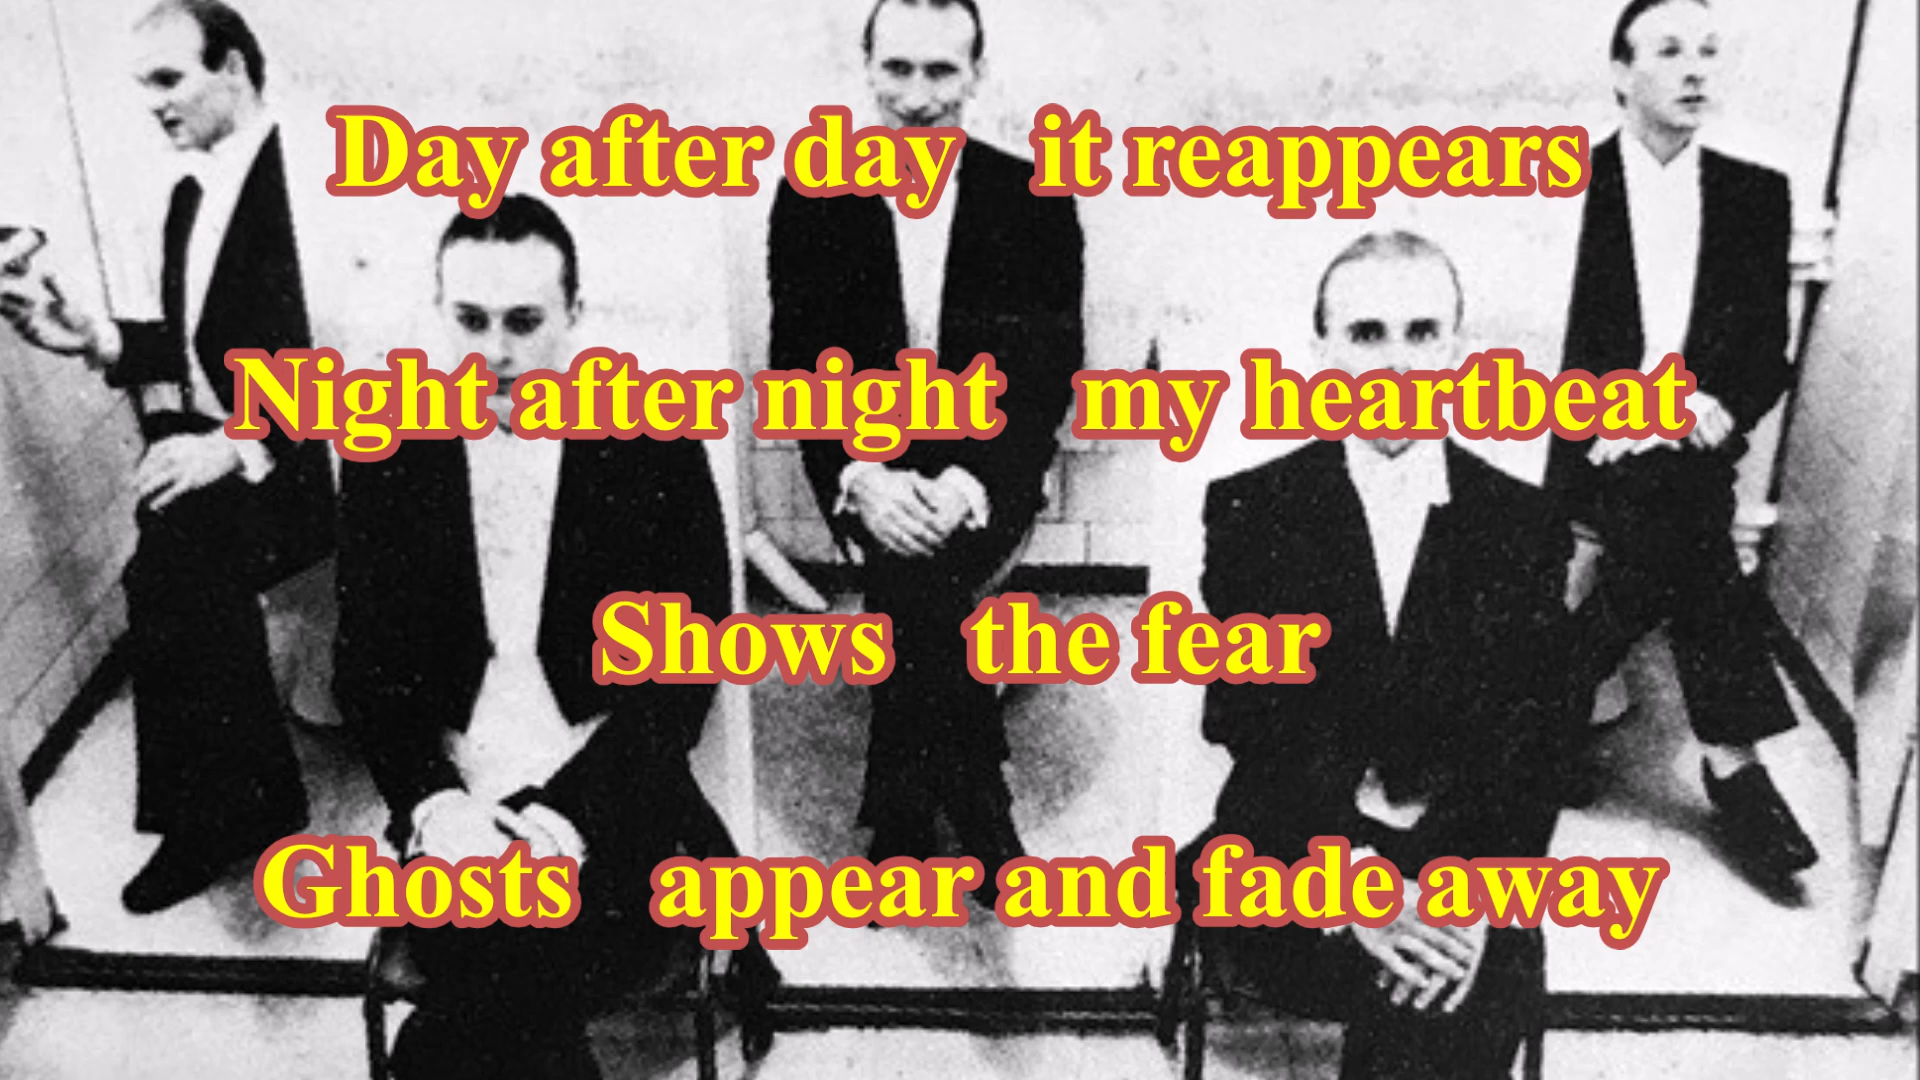 Day after day it reappears
Night after night my heartbeat
Shows the fear
Ghosts appear and fade away